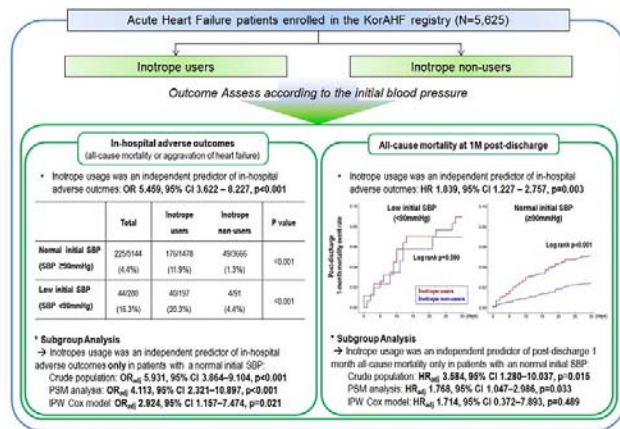 Acute Heart Failure patients enrolled in the KorAHF registry (N=5,625)
Inotrope users
Inotrope non-users
Outcome Assess according to the initial blood pressure
In-hospital adverse outcomes
(all-cause mortality or aggravation of heart failure)
• Inotrope usage was an independent predictor of in-hospital
adverse outcomes: OR 5.459, 95% CI 3.622 – 8.227, p<0.001
Total
Inotrope users
Inotrope non-users
P value
Normal initial SBP (SBP ≥90mmHg)
225/5144 (4.4%)
176/1478 (11.9%)
49/3666 (1.3%)
<0.001
Low initial SBP (SBP <90mmHg)
44/288 (16.3%)
40/197 (20.3%)
4/91 (4.4%)
<0.001
* Subgroup Analysis
→ Inotropes usage was an independent predictor of in-hospital
adverse outcomes only in patients with a normal initial SBP:
Crude population: ORadj 5.931, 95% CI 3.864–9.104, p<0.001
PSM analysis: ORadj 4.113, 95% CI 2.321–10.897, p<0.001
IPW Cox model: ORadj 2.924, 95% CI 1.157–7.474, p=0.021
All-cause mortality at 1M post-discharge
• Inotrope usage was an independent predictor of in-hospital
adverse outcomes: HR 1.839, 95% CI 1.227 – 2.757, p=0.003
Low initial SBP
(<90mmHg)
Normal initial SBP
(≥90mmHg)
Post-discharge
1-month mortality event rate
Log rank p<0.001
Inotrope-users
Inotrope-non-users
* Subgroup Analysis
→ Inotropes usage was an independent predictor of post-discharge 1
month all-cause mortality only in patients with an normal initial SBP:
Crude population: HRadj 3.584, 95% CI 1.280–10.037, p=0.015
PSM analysis: HRadj 1.768, 95% CI 1.047–2.986, p=0.033
IPW Cox model: HRadj 1.714, 95% CI 0.372–7.893, p=0.489